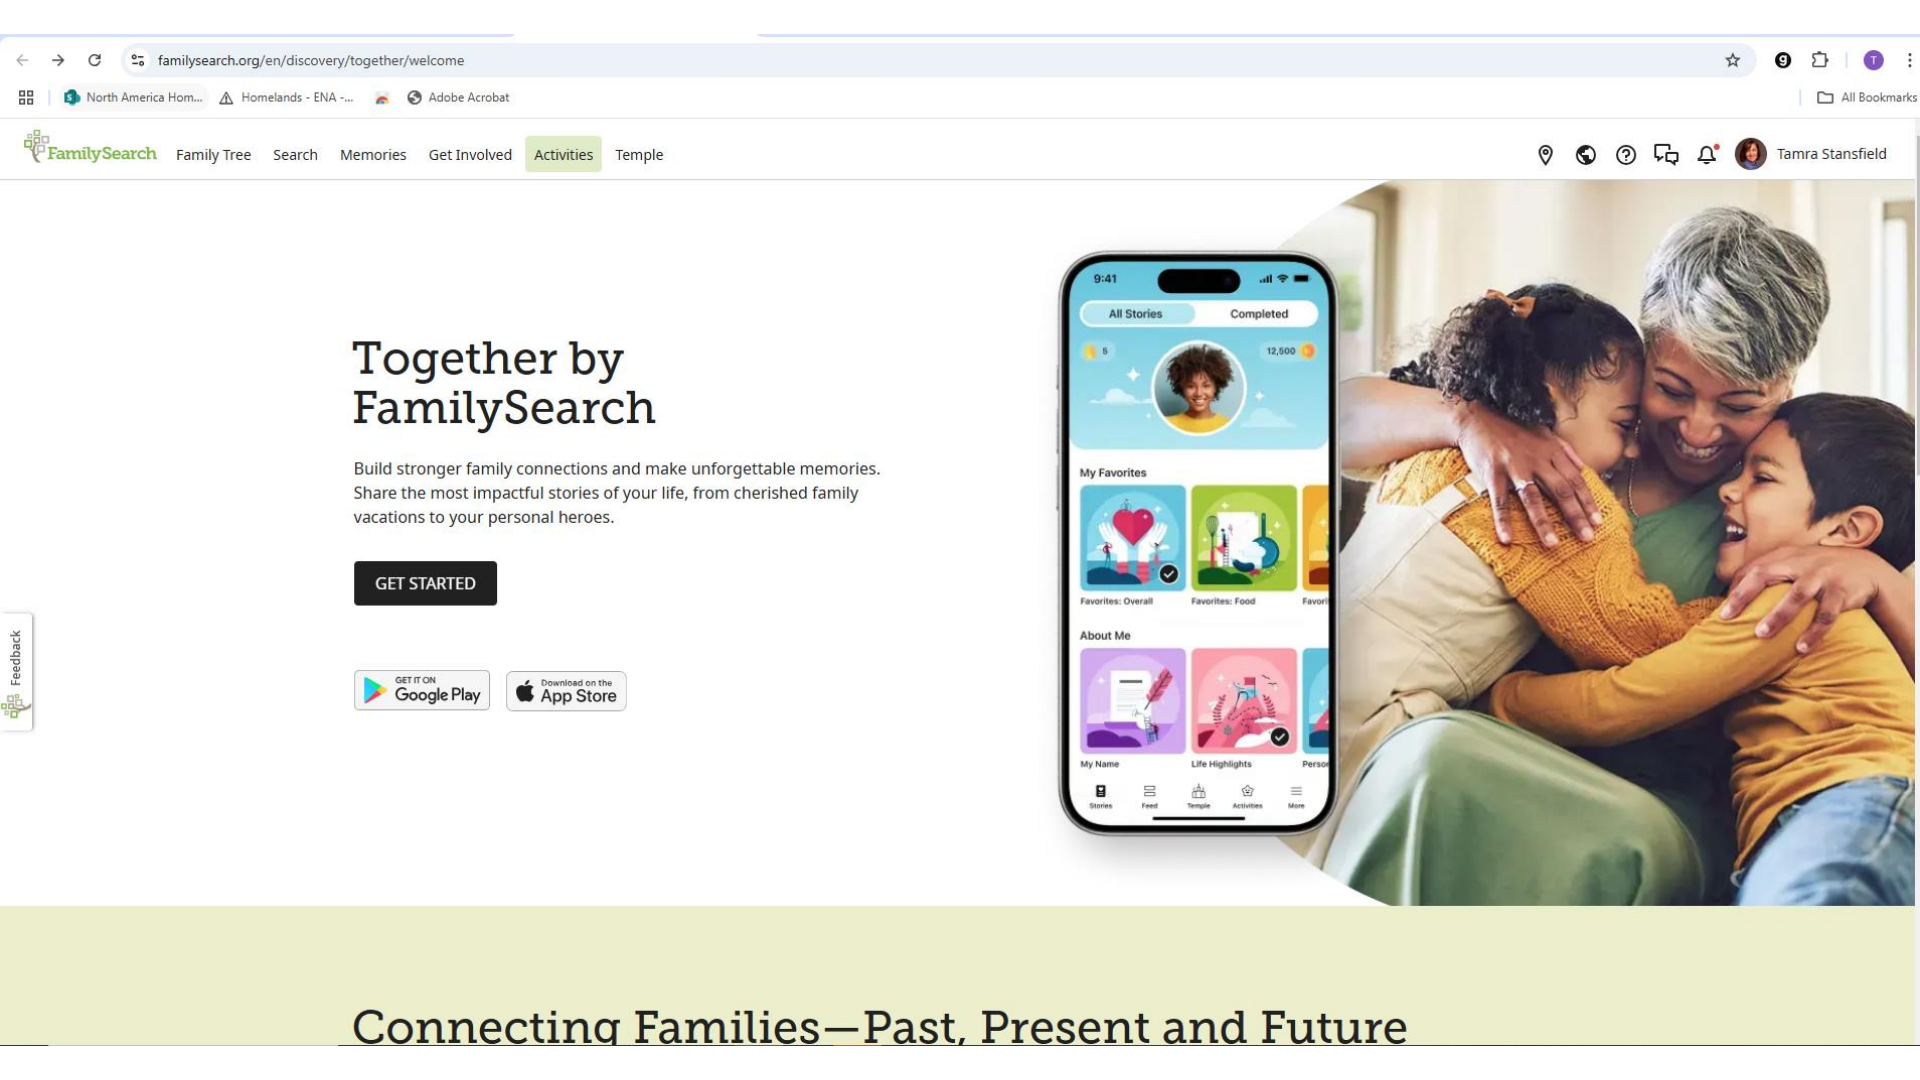 familysearch.org/en/discovery/together/welcome
North America Hom...
Homelands - ENA -...
Adobe Acrobat
All Bookmarks
FamilySearch
Family Tree
Search
Memories
Get Involved
Activities
Temple
Tamra Stansfield
Together by
FamilySearch
Build stronger family connections and make unforgettable memories.
Share the most impactful stories of your life, from cherished family
vacations to your personal heroes.
GET STARTED
GET IT ON
Google Play
Download on the
App Store
Feedback
9:41
All Stories
Completed
5
12,500
My Favorites
Favorites: Overall
Favorites: Food
Favori
About Me
My Name
Life Highlights
Person
Stories
Feed
Temple
Activities
More
Connecting Families—Past, Present and Future